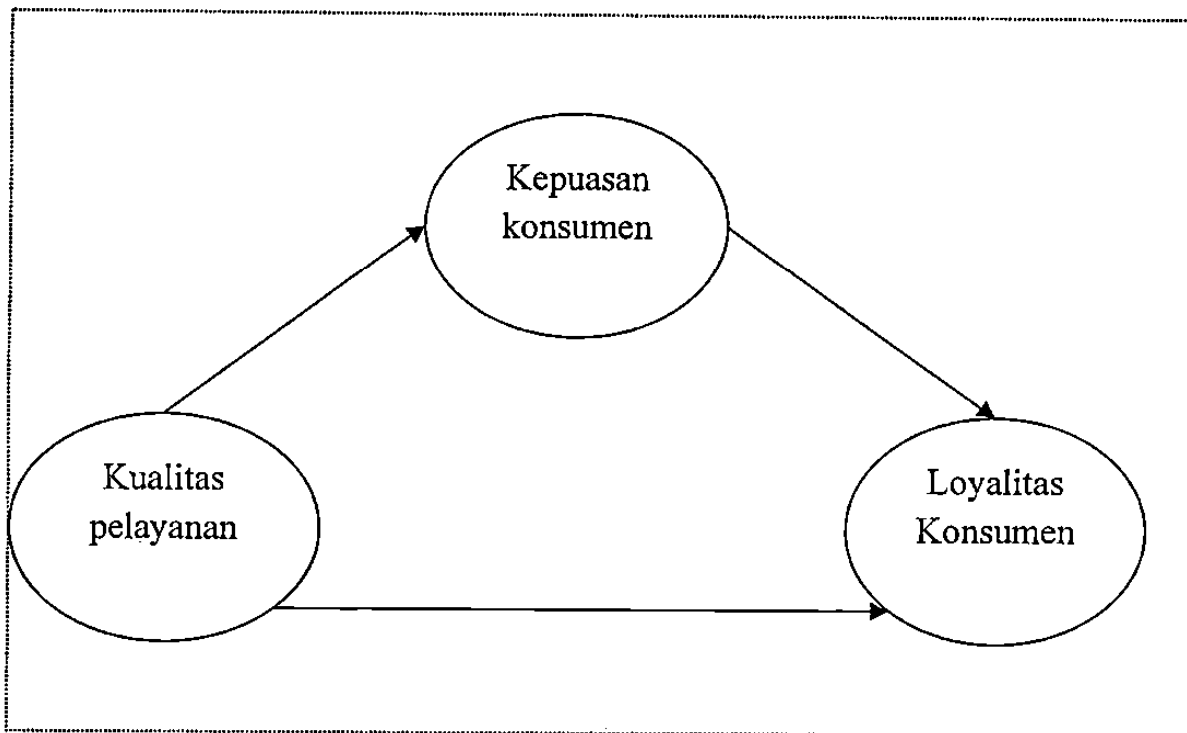 Kepuasan
konsumen
Kualitas
pelayanan
Loyalitas
Konsumen